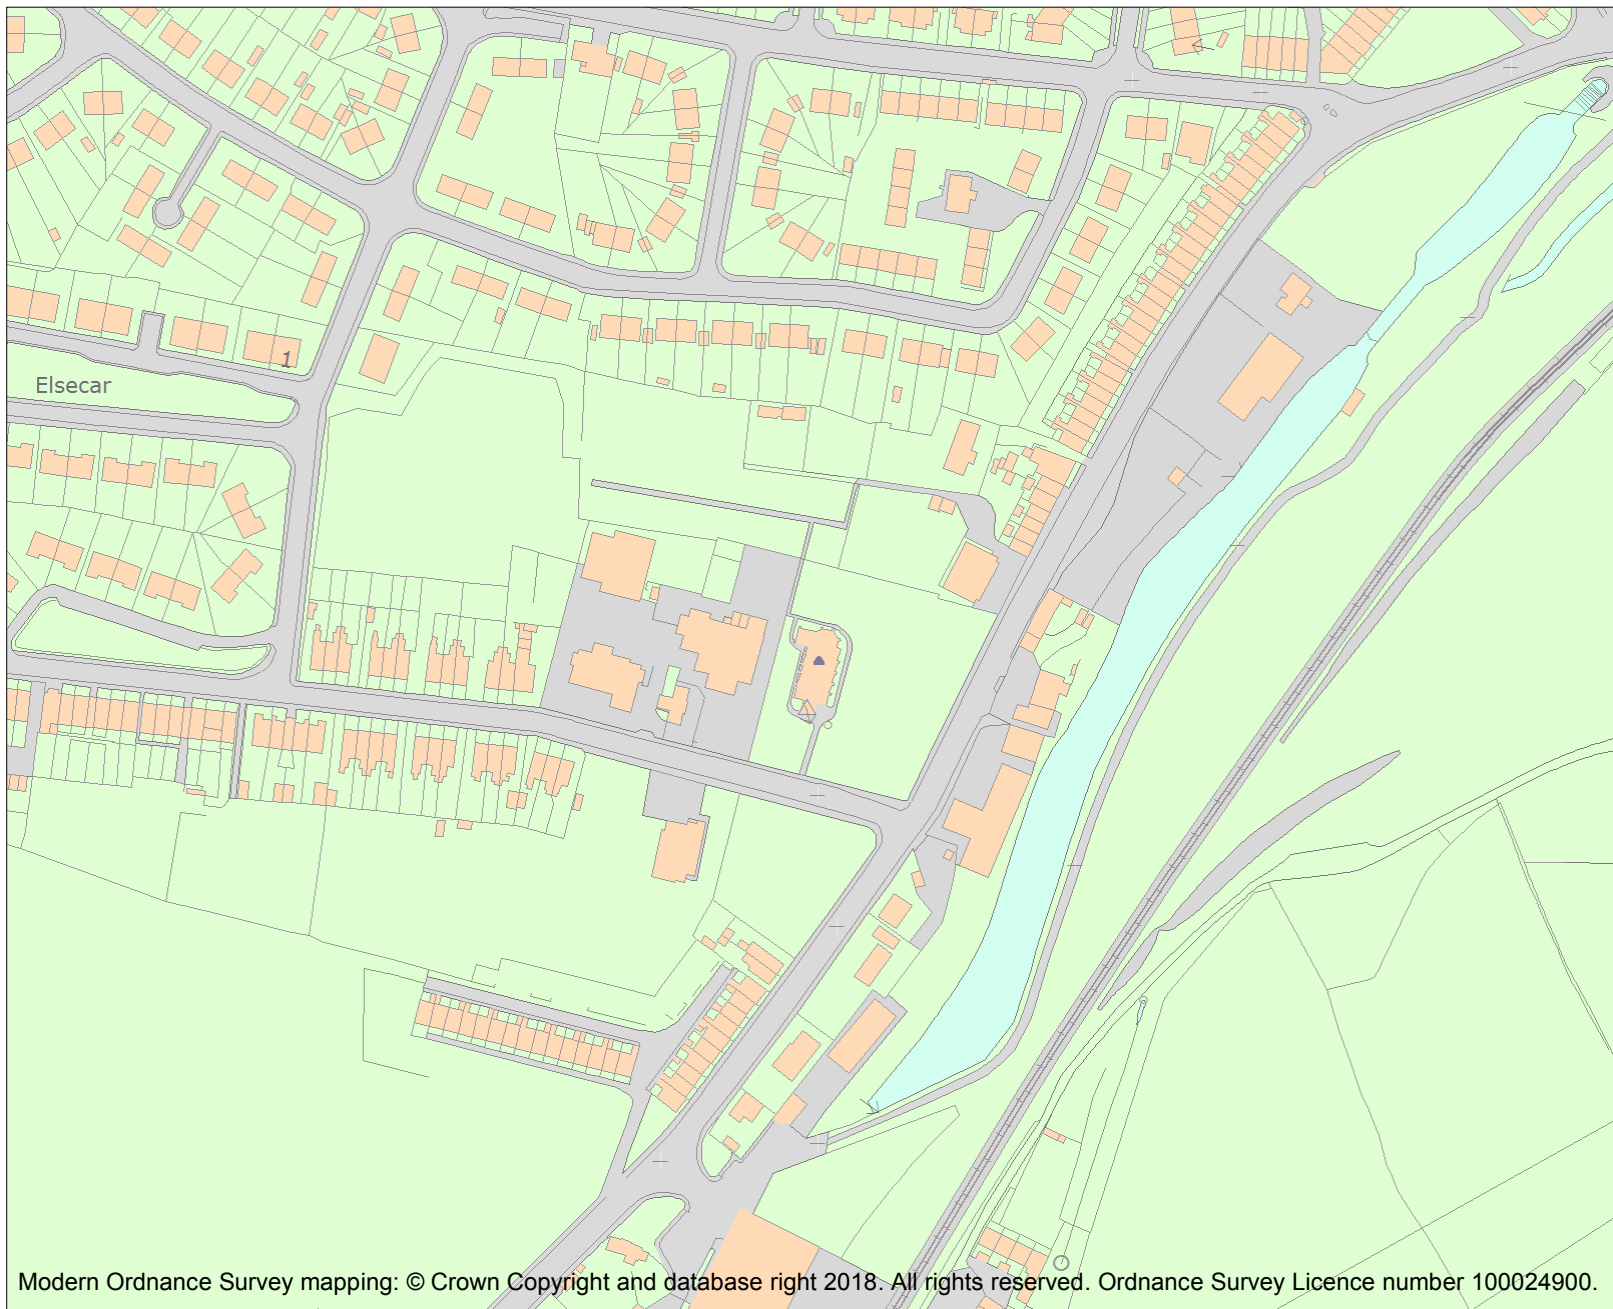 1
Elsecar
Modern Ordnance Survey mapping: © Crown Copyright and database right 2018. All rights reserved. Ordnance Survey Licence number 100024900.